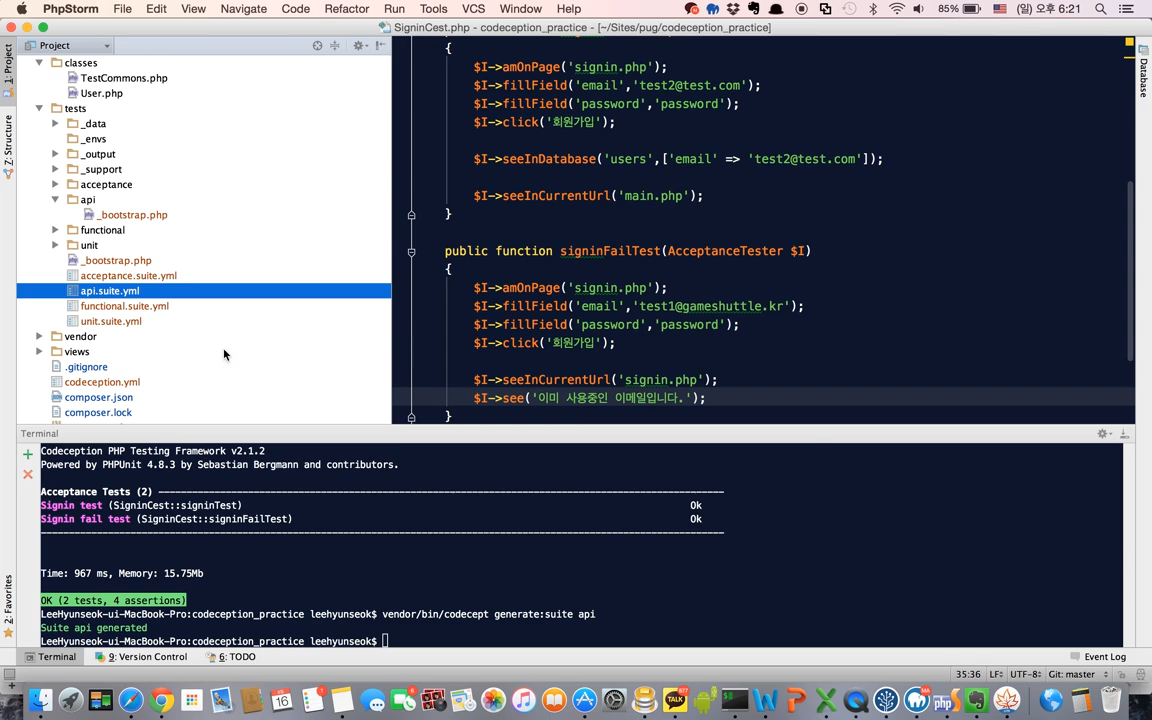 PhpStorm File Edit View Navigate Code Refactor Run Tools VCS Window Help 85% (일) 오후 6:21
SigninCest.php - codeception_practice - [~/Sites/pug/codeception_practice]
1: Project
Z: Structure
2: Favorites
Database
Project
classes
TestCommons.php
User.php
tests
_data
_envs
_output
_support
acceptance
api
_bootstrap.php
functional
unit
_bootstrap.php
acceptance.suite.yml
api.suite.yml
functional.suite.yml
unit.suite.yml
vendor
views
.gitignore
codeception.yml
composer.json
composer.lock
{
$I->amOnPage('signin.php');
$I->fillField('email','test2@test.com');
$I->fillField('password','password');
$I->click('회원가입');
$I->seeInDatabase('users',['email' => 'test2@test.com']);
$I->seeInCurrentUrl('main.php');
}
public function signinFailTest(AcceptanceTester $I)
{
$I->amOnPage('signin.php');
$I->fillField('email','test1@gameshuttle.kr');
$I->fillField('password','password');
$I->click('회원가입');
$I->seeInCurrentUrl('signin.php');
$I->see('이미 사용중인 이메일입니다.');
}
Terminal
Codeception PHP Testing Framework v2.1.2
Powered by PHPUnit 4.8.3 by Sebastian Bergmann and contributors.
Acceptance Tests (2) ----------
Signin test (SigninCest::signinTest) Ok
Signin fail test (SigninCest::signinFailTest) Ok
Time: 967 ms, Memory: 15.75Mb
OK (2 tests, 4 assertions)
LeeHyunseok-ui-MacBook-Pro:codeception_practice leehyunseok$ vendor/bin/codecept generate:suite api
Suite api generated
LeeHyunseok-ui-MacBook-Pro:codeception_practice leehyunseok$
Terminal 9: Version Control 6: TODO Event Log
35:36 LF÷ UTF-8÷ Git: master